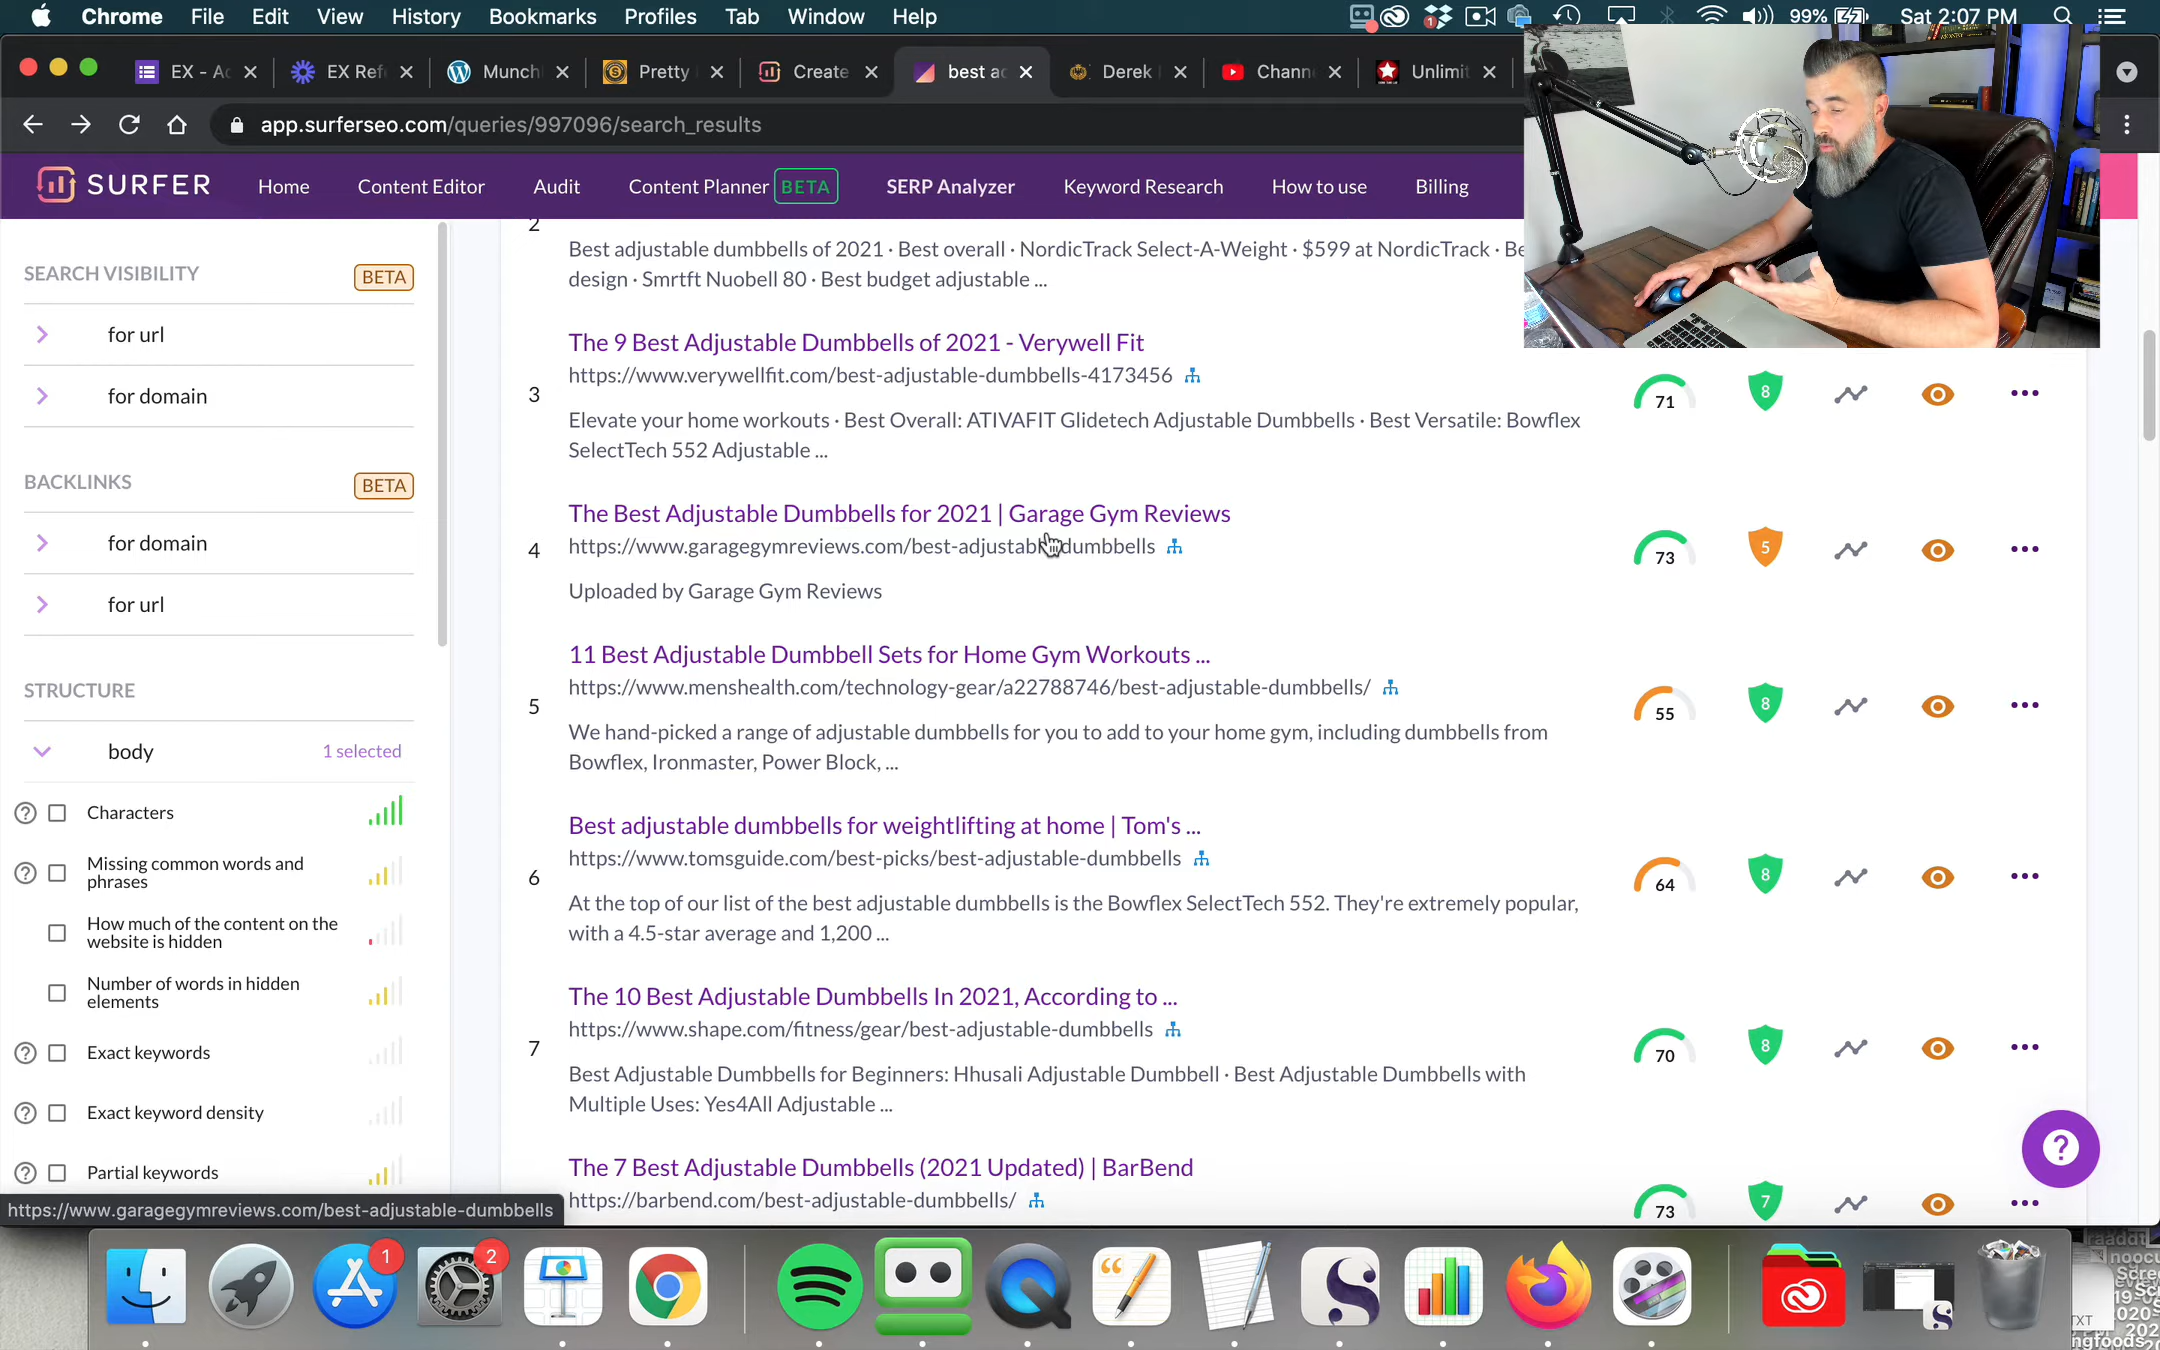 Chrome File Edit View History Bookmarks Profiles Tab Window Help
1 99% Sat 2:07 PM
EX - Ad EX Ref Munch Pretty Create best ad Derek Chann Unlimit
app.surferseo.com/queries/997096/search_results
SURFER Home Content Editor Audit Content Planner BETA SERP Analyzer Keyword Research How to use Billing
SEARCH VISIBILITY BETA
for url
for domain
BACKLINKS BETA
for domain
for url
STRUCTURE
body 1 selected
Characters
Missing common words and
phrases
How much of the content on the
website is hidden
Number of words in hidden
elements
Exact keywords
Exact keyword density
Partial keywords
https://www.garagegymreviews.com/best-adjustable-dumbbells
2
Best adjustable dumbbells of 2021 · Best overall · NordicTrack Select-A-Weight · $599 at NordicTrack · Be
design · Smrtft Nuobell 80 · Best budget adjustable ...
The 9 Best Adjustable Dumbbells of 2021 - Verywell Fit
https://www.verywellfit.com/best-adjustable-dumbbells-4173456
3 71 8
Elevate your home workouts · Best Overall: ATIVAFIT Glidetech Adjustable Dumbbells · Best Versatile: Bowflex
SelectTech 552 Adjustable ...
The Best Adjustable Dumbbells for 2021 | Garage Gym Reviews
https://www.garagegymreviews.com/best-adjustab dumbbells
4 73 5
Uploaded by Garage Gym Reviews
11 Best Adjustable Dumbbell Sets for Home Gym Workouts ...
https://www.menshealth.com/technology-gear/a22788746/best-adjustable-dumbbells/
5 55 8
We hand-picked a range of adjustable dumbbells for you to add to your home gym, including dumbbells from
Bowflex, Ironmaster, Power Block, ...
Best adjustable dumbbells for weightlifting at home | Tom's ...
https://www.tomsguide.com/best-picks/best-adjustable-dumbbells
6 64 8
At the top of our list of the best adjustable dumbbells is the Bowflex SelectTech 552. They're extremely popular,
with a 4.5-star average and 1,200 ...
The 10 Best Adjustable Dumbbells In 2021, According to ...
https://www.shape.com/fitness/gear/best-adjustable-dumbbells
7 70 8
Best Adjustable Dumbbells for Beginners: Hhusali Adjustable Dumbbell · Best Adjustable Dumbbells with
Multiple Uses: Yes4All Adjustable ...
The 7 Best Adjustable Dumbbells (2021 Updated) | BarBend
https://barbend.com/best-adjustable-dumbbells/
73 7
1 2
TXT
ngfoods